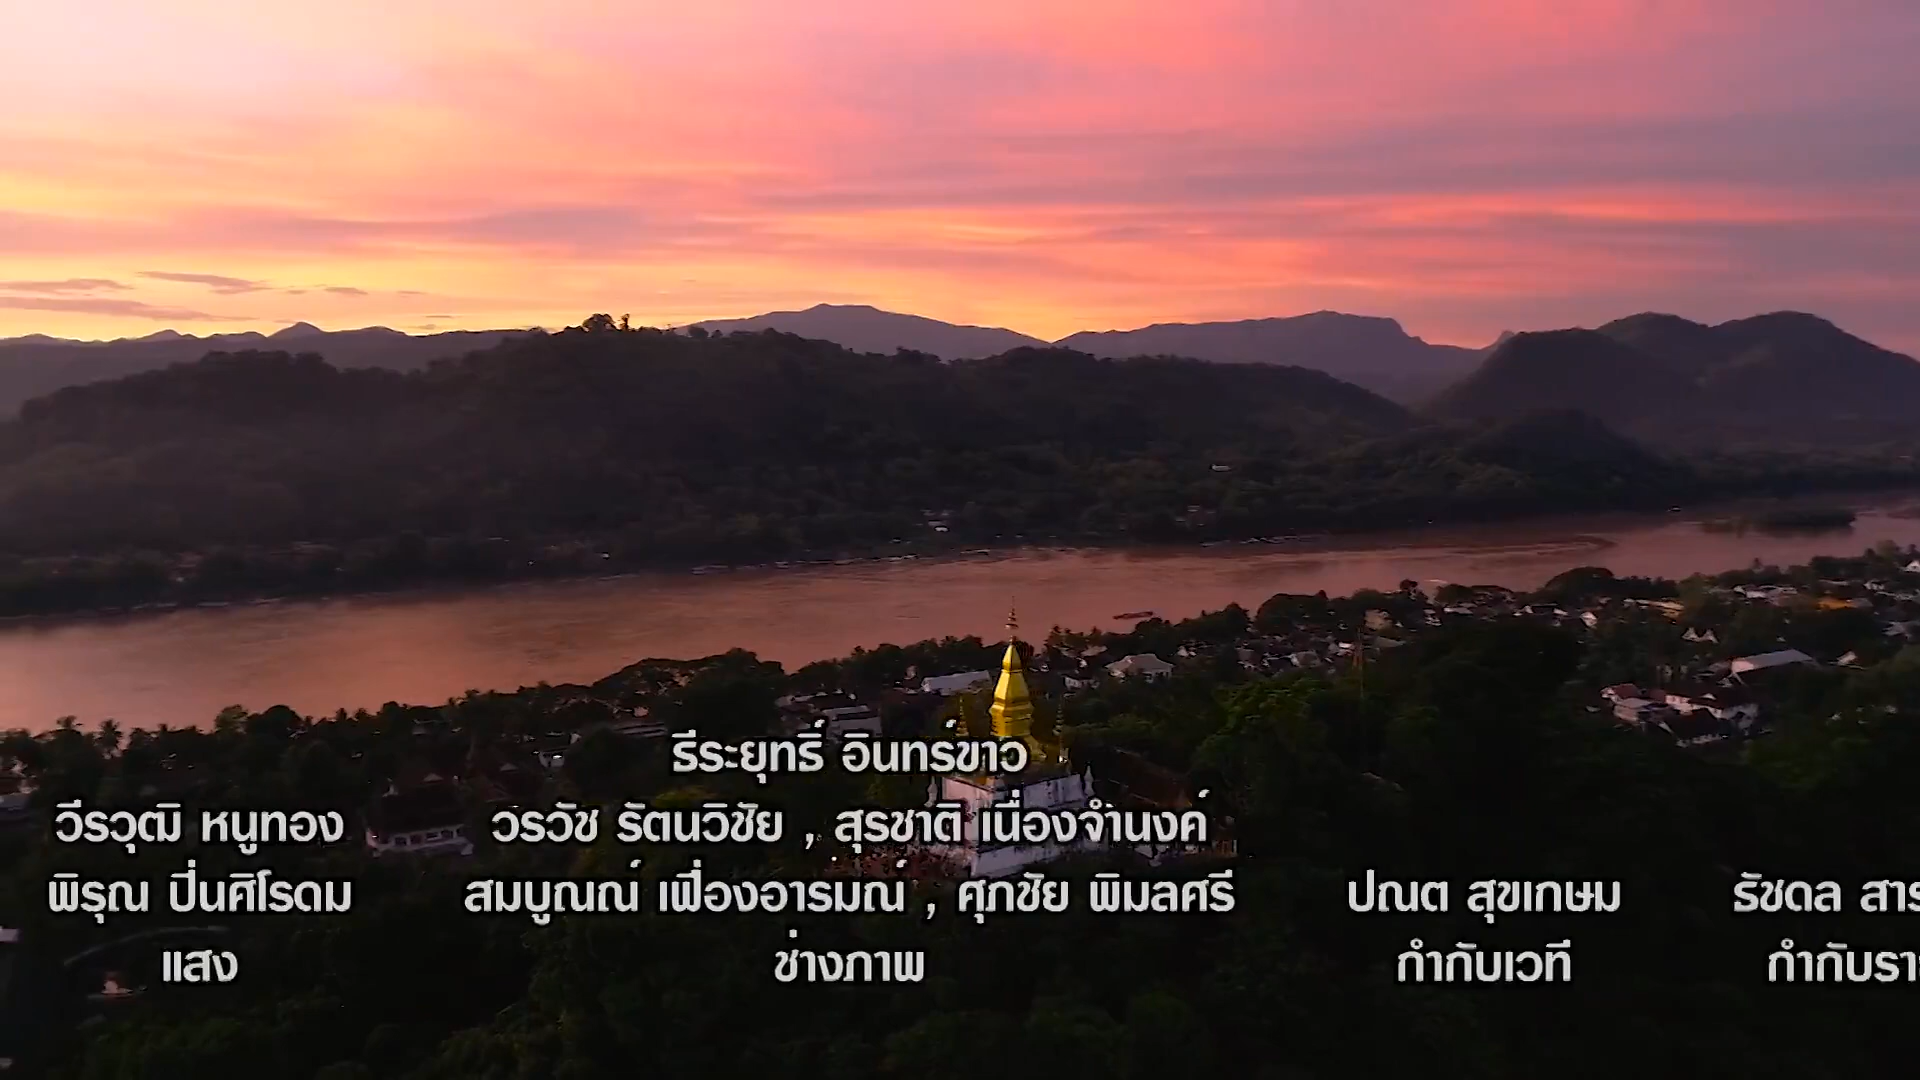 วีรวุฒิ หนูทอง
พิรุณ ปิ่นศิโรดม
แสง
ธีระยุทธิ์ อินทร์ขาว
วรวัช รัตนวิชัย , สุรชาติ เนื่องจำนงค์
สมบูณณ์ เฟื่องอารมณ์ , ศุภชัย พิมลศรี
ช่างภาพ
ปณต สุขเกษม
กำกับเวที
รัชดล